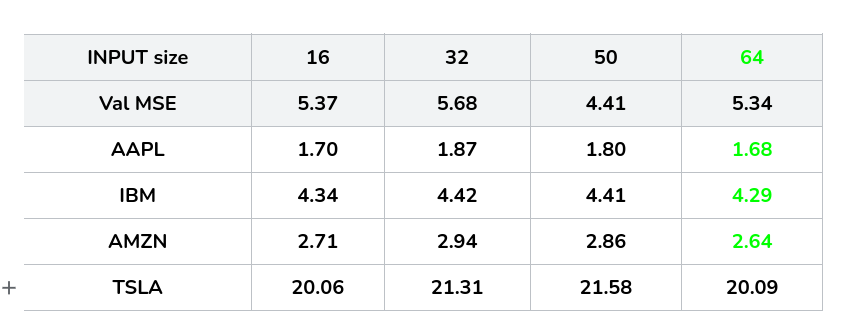 INPUT size 16 32 50 64
Val MSE 5.37 5.68 4.41 5.34
AAPL 1.70 1.87 1.80 1.68
IBM 4.34 4.42 4.41 4.29
AMZN 2.71 2.94 2.86 2.64
+ TSLA 20.06 21.31 21.58 20.09